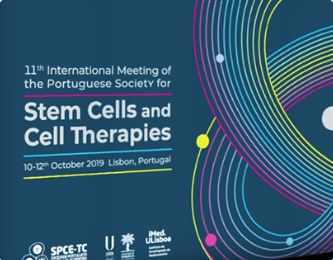 11th International Meeting of
the Portuguese Society for
Stem Cells and
Cell Therapies
10-12th October 2019 Lisbon, Portugal
SPCE-TC
iMed.
ULisboa